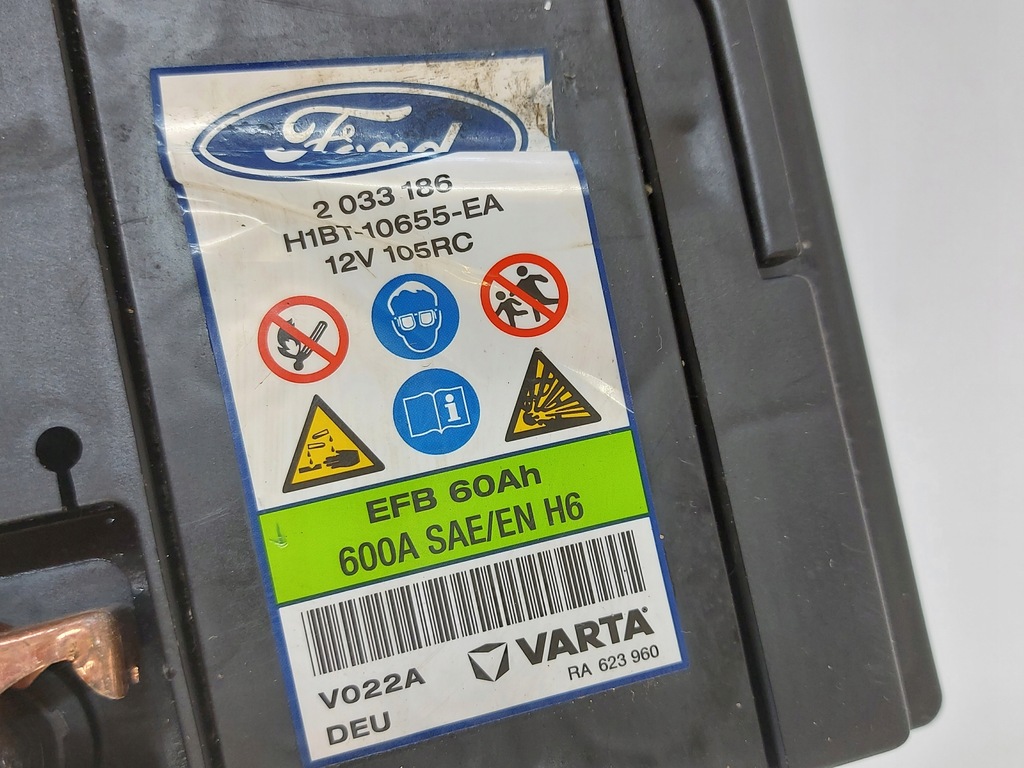 Ford
2 033 186
H1BT-10655-EA
12V 105RC
i
EFB 60Ah
600A SAE/EN H6
VARTA®
V022A
RA 623 960
DEU